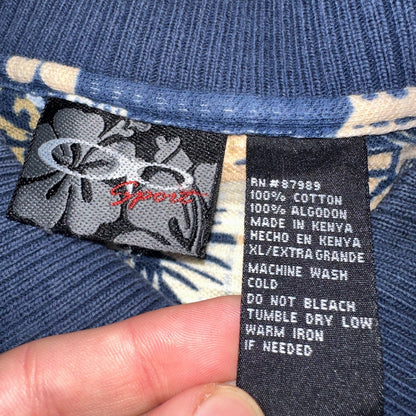 Sport
RN #87989
100% COTTON
100% ALGODON
MADE IN KENYA
HECHO EN KENYA
XL/EXTRA GRANDE
MACHINE WASH
COLD
DO NOT BLEACH
TUMBLE DRY LOW
WARM IRON
IF NEEDED